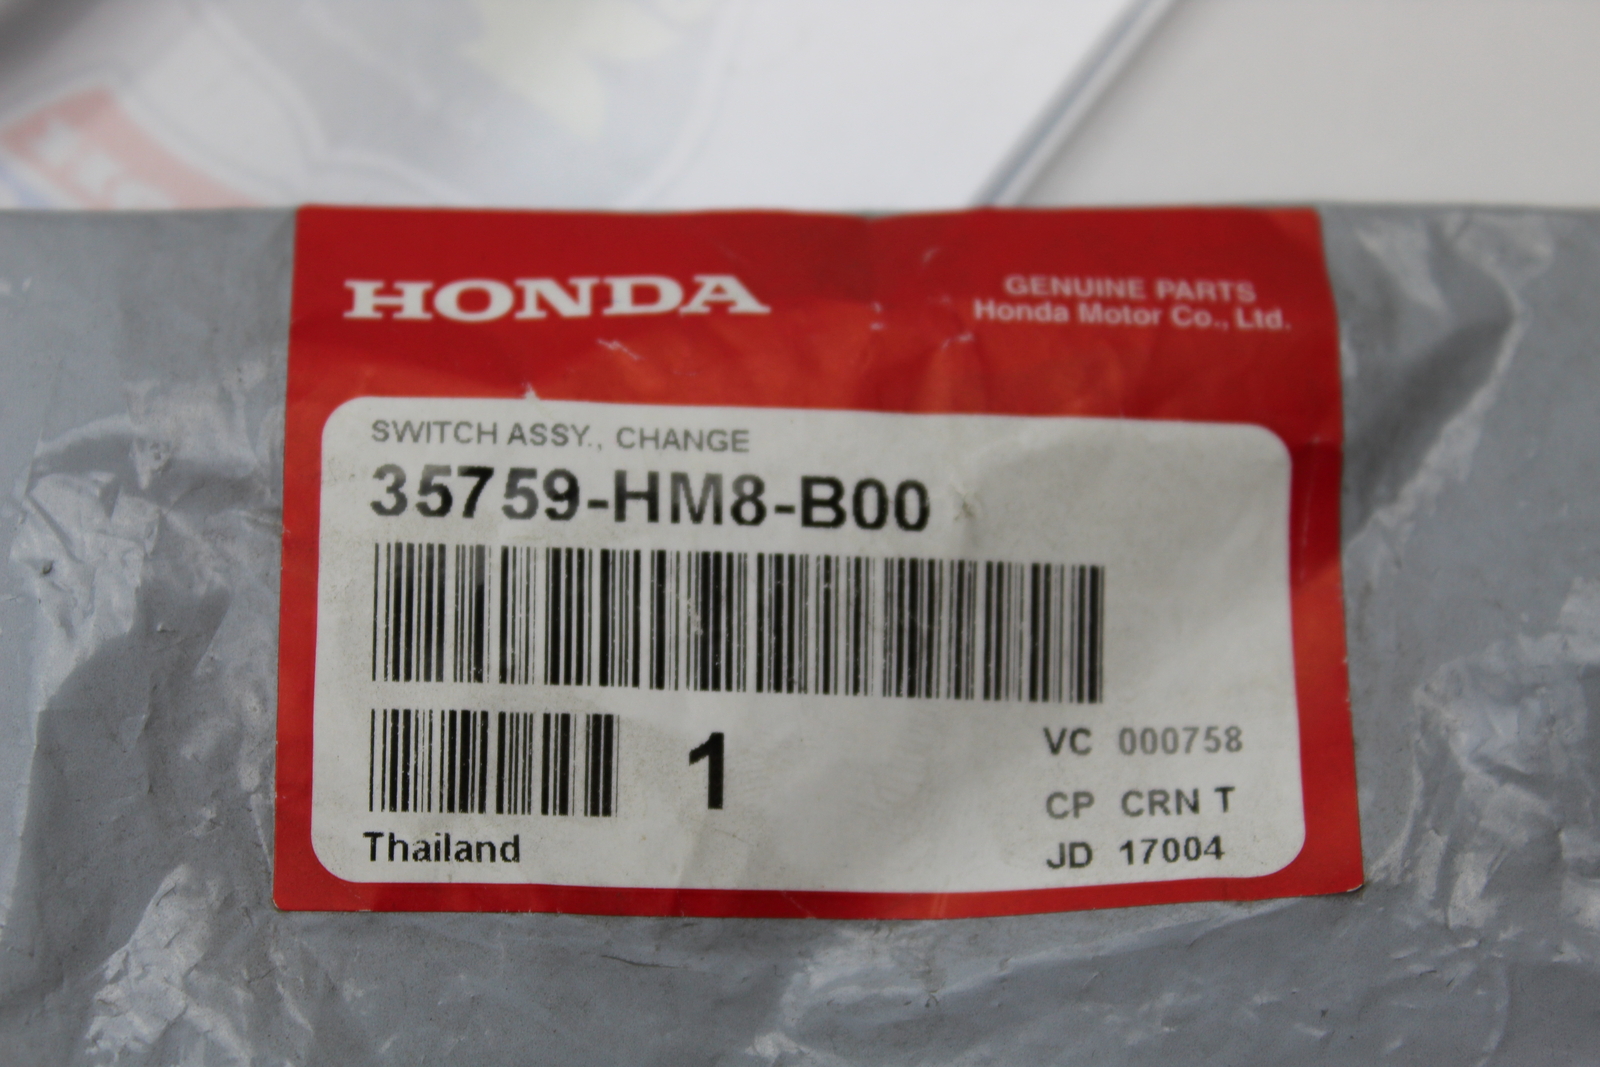 HONDA
GENUINE PARTS
Honda Motor Co., Ltd.
SWITCH ASSY., CHANGE
35759-HM8-B00
1
VC 000758
CP CRN T
JD 17004
Thailand